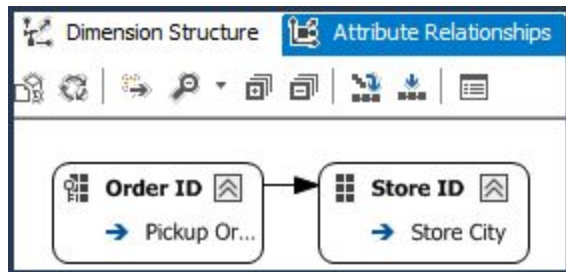 Dimension Structure Attribute Relationships
Order ID Store ID
Pickup Or... Store City